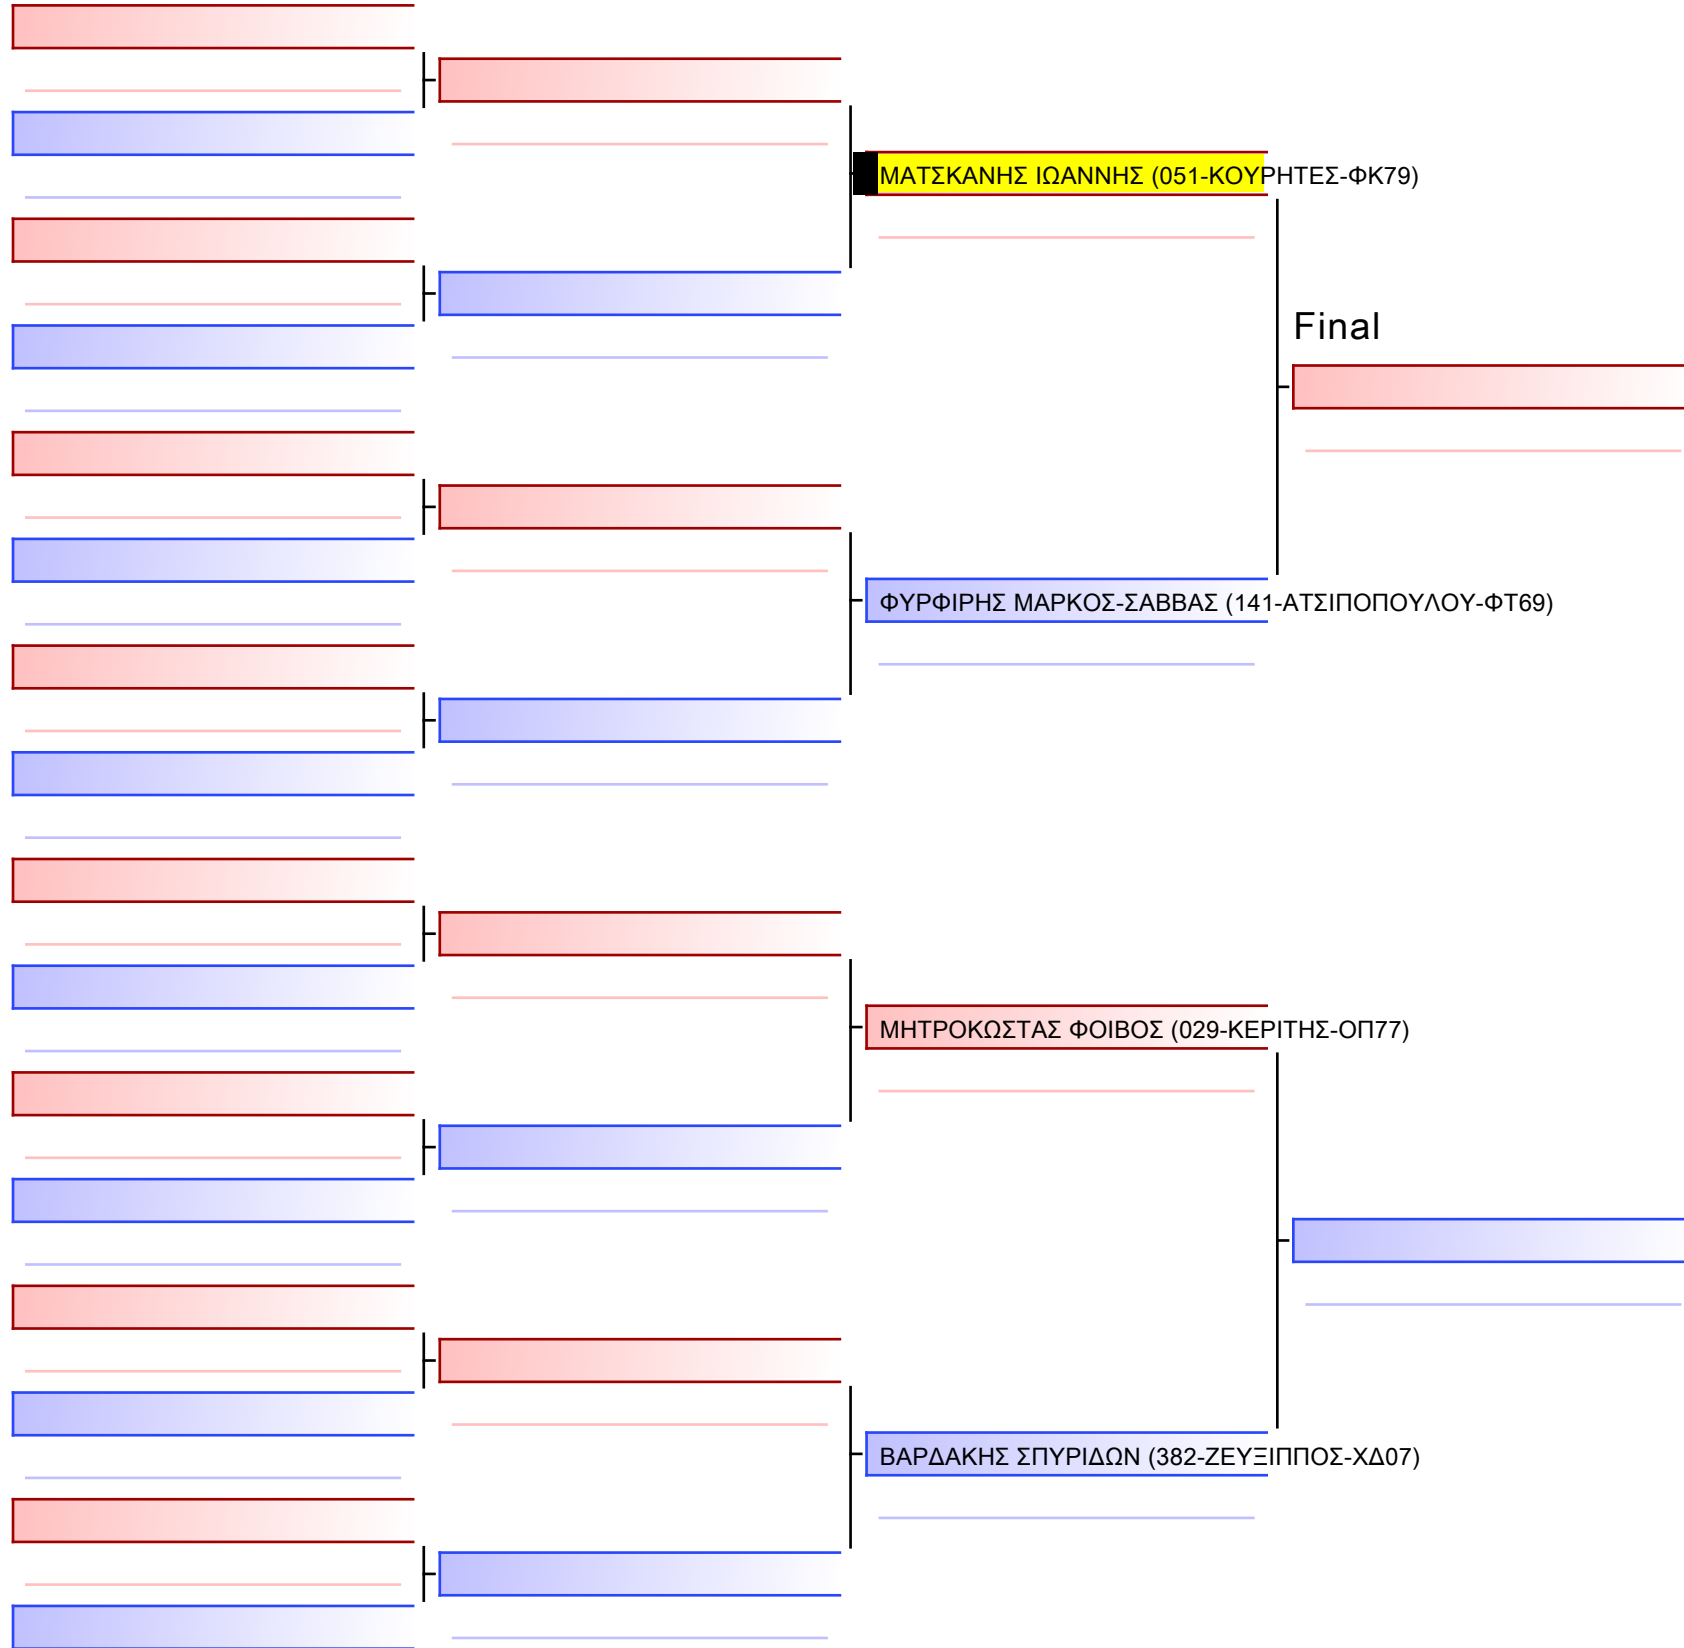 ΜΑΤΣΚΑΝΗΣ ΙΩΑΝΝΗΣ (051-ΚΟΥΡΗΤΕΣ-ΦΚ79)
Final
ΦΥΡΦΙΡΗΣ ΜΑΡΚΟΣ-ΣΑΒΒΑΣ (141-ΑΤΣΙΠΟΠΟΥΛΟΥ-ΦΤ69)
ΜΗΤΡΟΚΩΣΤΑΣ ΦΟΙΒΟΣ (029-ΚΕΡΙΤΗΣ-ΟΠ77)
ΒΑΡΔΑΚΗΣ ΣΠΥΡΙΔΩΝ (382-ΖΕΥΞΙΠΠΟΣ-ΧΔ07)